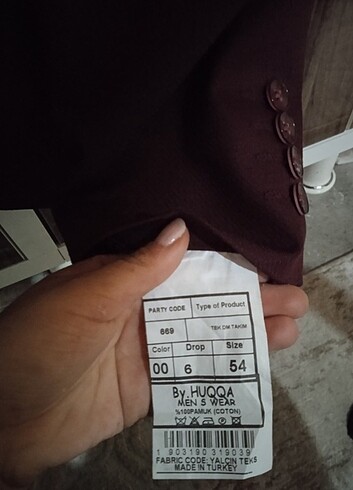 PARTY CODE Type of Product
669 TEK DM TAKIM
Color Drop Size
00 6 54
By. HUQQA
MEN S WEAR
%100PAMUK (COTON)
1 903190 319039
FABRIC CODE: YALÇIN TEKS
MADE IN TURKEY